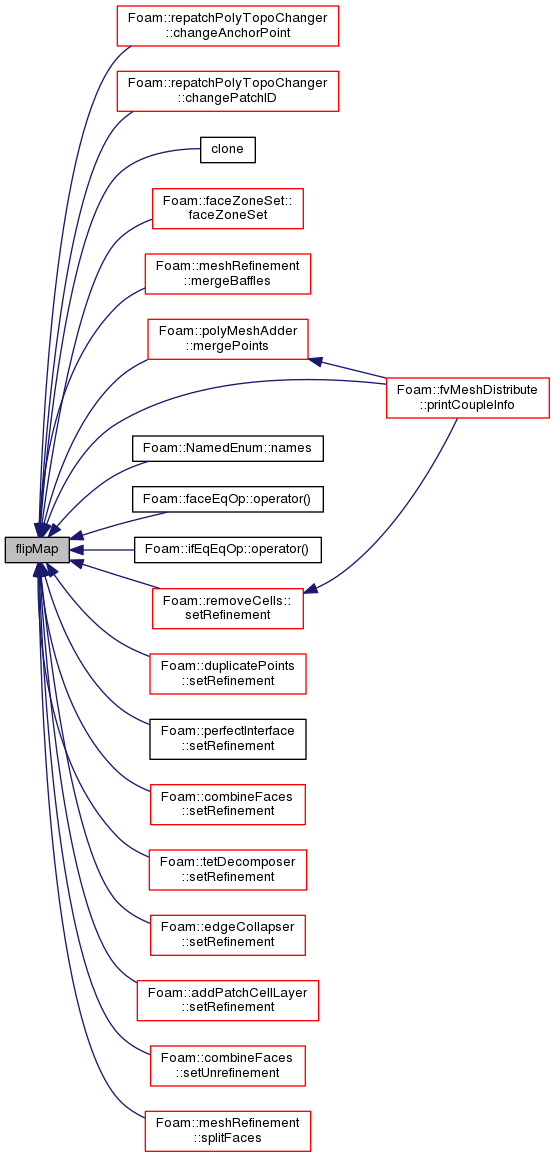 Foam::repatchPolyTopoChanger
::changeAnchorPoint
Foam::repatchPolyTopoChanger
::changePatchID
clone
Foam::faceZoneSet::
faceZoneSet
Foam::meshRefinement
::mergeBaffles
Foam::polyMeshAdder
::mergePoints
Foam::fvMeshDistribute
::printCoupleInfo
Foam::NamedEnum::names
Foam::faceEqOp::operator()
flipMap
Foam::ifEqEqOp::operator()
Foam::removeCells::
setRefinement
Foam::duplicatePoints
::setRefinement
Foam::perfectInterface
::setRefinement
Foam::combineFaces
::setRefinement
Foam::tetDecomposer
::setRefinement
Foam::edgeCollapser
::setRefinement
Foam::addPatchCellLayer
::setRefinement
Foam::combineFaces
::setUnrefinement
Foam::meshRefinement
::splitFaces